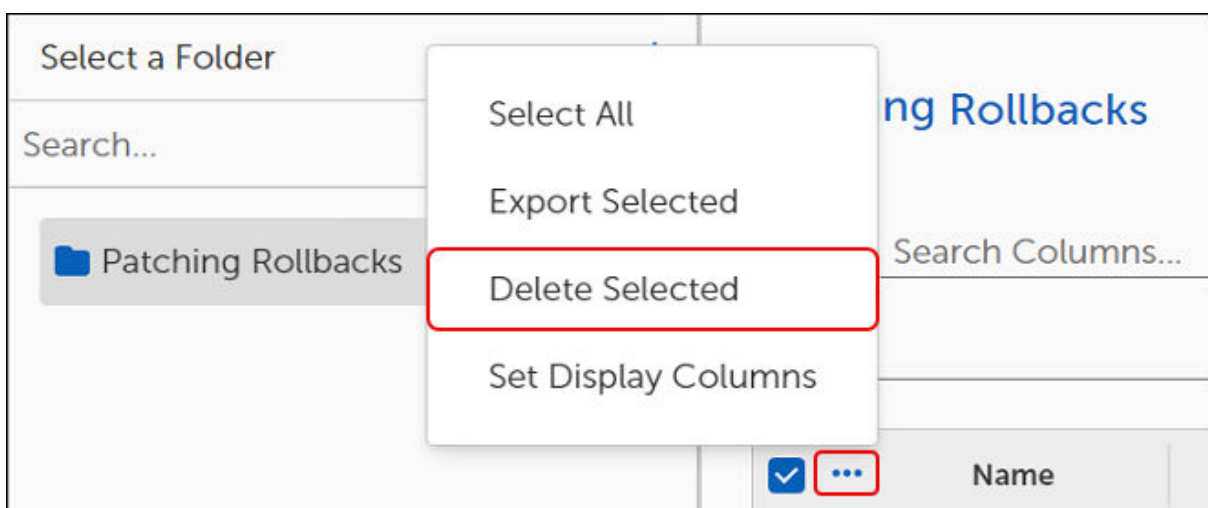 Select a Folder
Search...
Patching Rollbacks
Select All
Export Selected
Delete Selected
Set Display Columns
ng Rollbacks
Search Columns...
Name